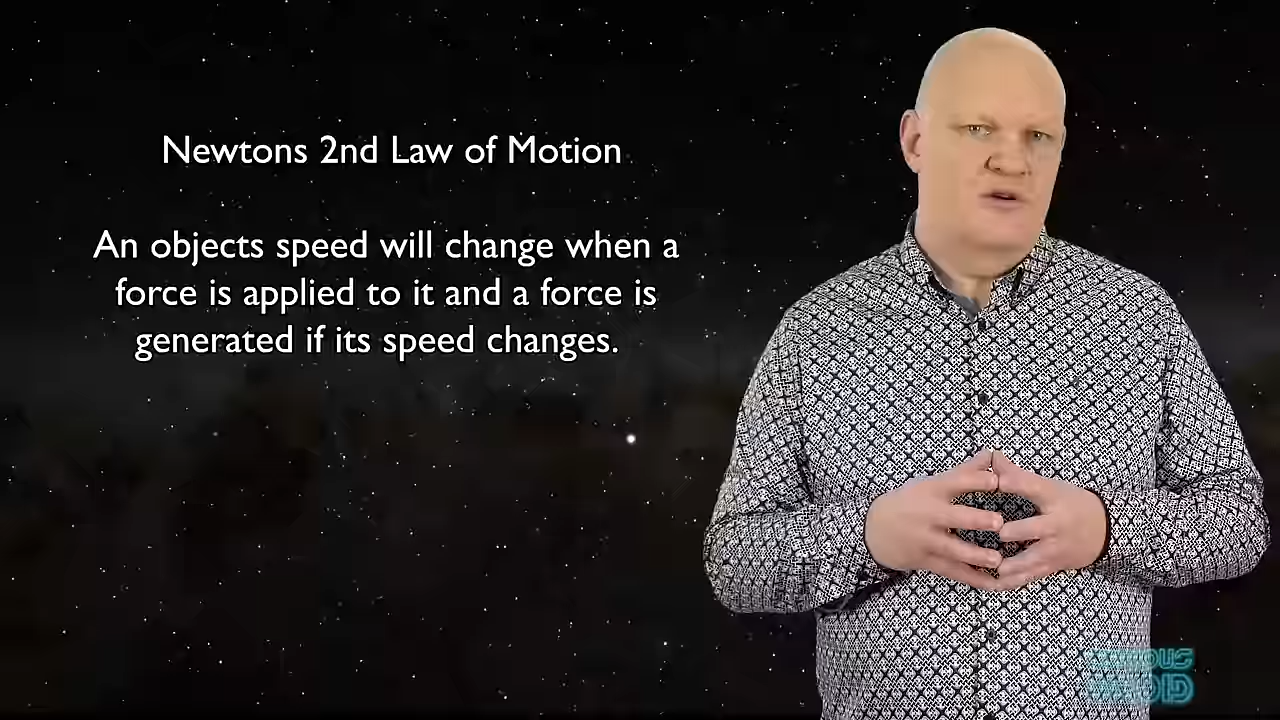 Newtons 2nd Law of Motion
An objects speed will change when a
force is applied to it and a force is
generated if its speed changes.